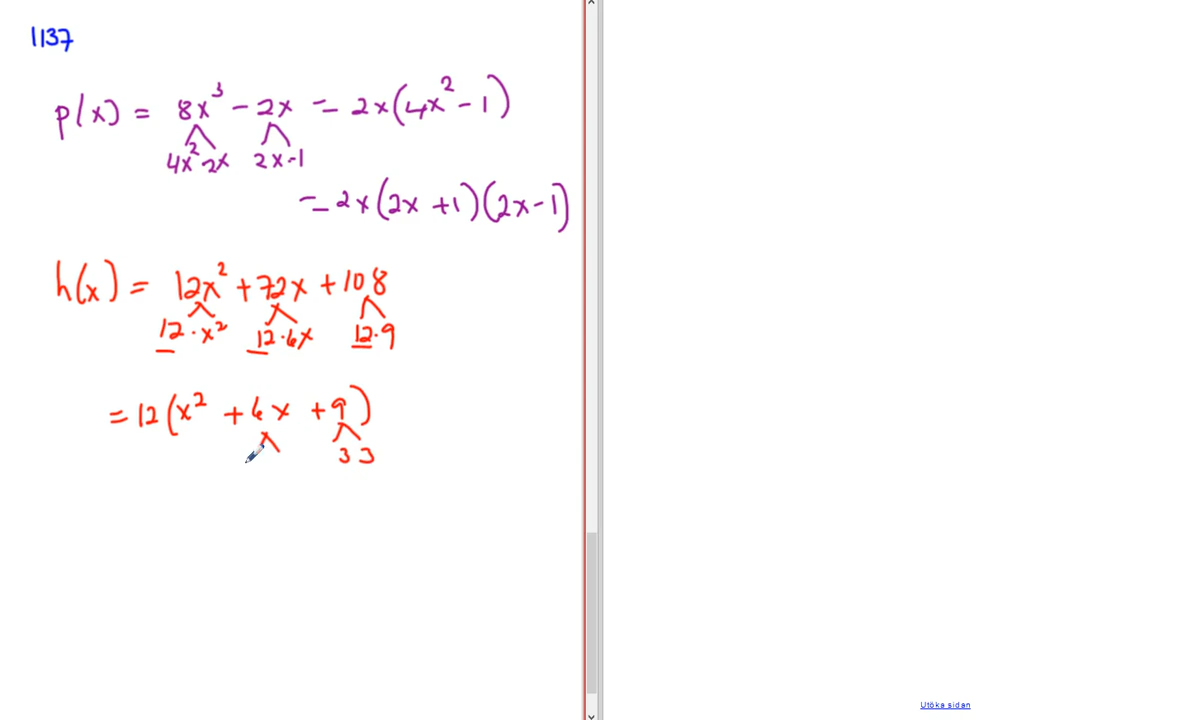 1137
p(x) = 8x³ - 2x = 2x(4x² - 1)
4x² 2x 2x·1
= 2x(2x + 1)(2x - 1)
h(x) = 12x² + 72x + 108
12·x² 12·6x 12·9
= 12(x² + 6x + 9)
3 3
Utöka sidan